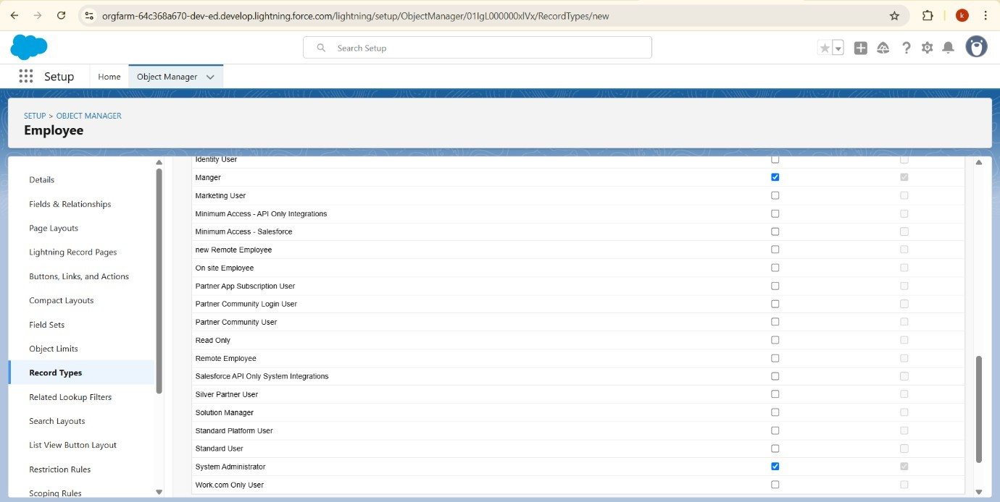 orgfarm-64c368a670-dev-ed.develop.lightning.force.com/lightning/setup/ObjectManager/01IgL000000xlVx/RecordTypes/new
k
Search Setup
Setup
Home
Object Manager
SETUP > OBJECT MANAGER
Employee
Details
Fields & Relationships
Page Layouts
Lightning Record Pages
Buttons, Links, and Actions
Compact Layouts
Field Sets
Object Limits
Record Types
Related Lookup Filters
Search Layouts
List View Button Layout
Restriction Rules
Scoping Rules
Identity User
Manger
Marketing User
Minimum Access - API Only Integrations
Minimum Access - Salesforce
new Remote Employee
On site Employee
Partner App Subscription User
Partner Community Login User
Partner Community User
Read Only
Remote Employee
Salesforce API Only System Integrations
Silver Partner User
Solution Manager
Standard Platform User
Standard User
System Administrator
Work.com Only User